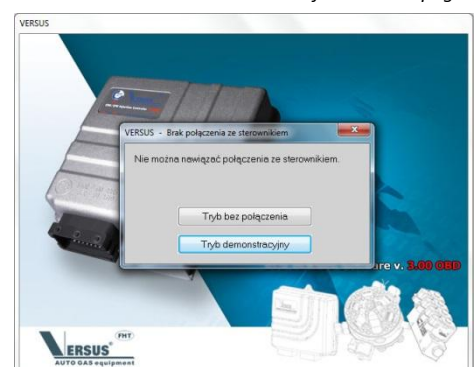 VERSUS
VERSUS - Brak połączenia ze sterownikiem
Nie można nawiązać połączenia ze sterownikiem.
Tryb bez połączenia
Tryb demonstracyjny
re v. 3.00 OBD
VERSUS FHT
AUTO GAS equipment